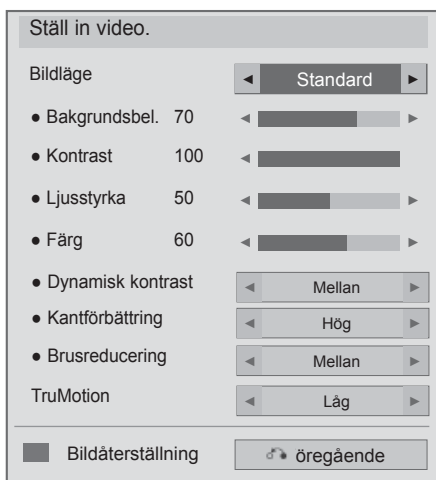 Ställ in video.
Bildläge ◄ Standard ►
● Bakgrundsbel. 70 ◄ ►
● Kontrast 100 ◄
● Ljusstyrka 50 ◄ ►
● Färg 60 ◄ ►
● Dynamisk kontrast ◄ Mellan ►
● Kantförbättring ◄ Hög ►
● Brusreducering ◄ Mellan ►
TruMotion ◄ Låg ►
Bildåterställning öregående